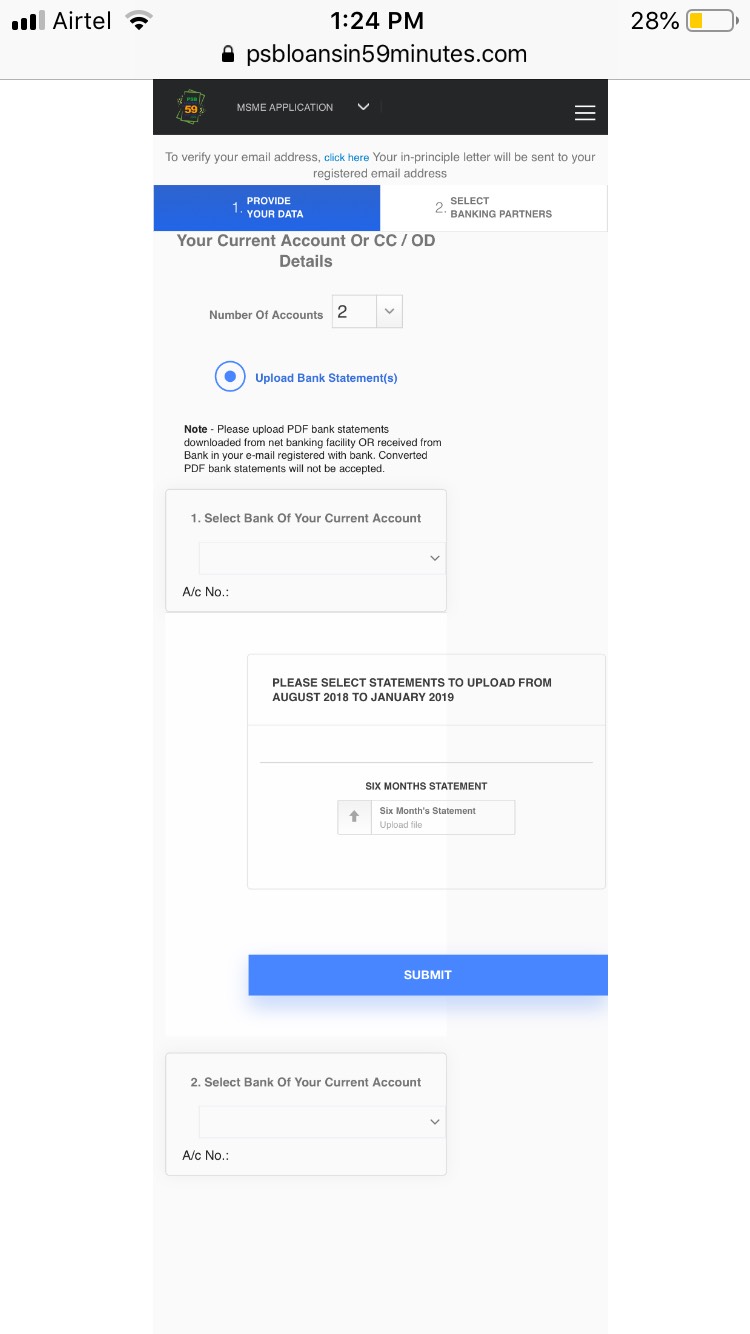 Airtel
1:24 PM
28%
psbloansin59minutes.com
PSB
59
MSME APPLICATION
To verify your email address, click here Your in-principle letter will be sent to your
registered email address
1. PROVIDE
YOUR DATA
2. SELECT
BANKING PARTNERS
Your Current Account Or CC / OD
Details
Number Of Accounts 2
Upload Bank Statement(s)
Note - Please upload PDF bank statements
downloaded from net banking facility OR received from
Bank in your e-mail registered with bank. Converted
PDF bank statements will not be accepted.
1. Select Bank Of Your Current Account
A/c No.:
PLEASE SELECT STATEMENTS TO UPLOAD FROM
AUGUST 2018 TO JANUARY 2019
SIX MONTHS STATEMENT
Six Month's Statement
Upload file
SUBMIT
2. Select Bank Of Your Current Account
A/c No.: